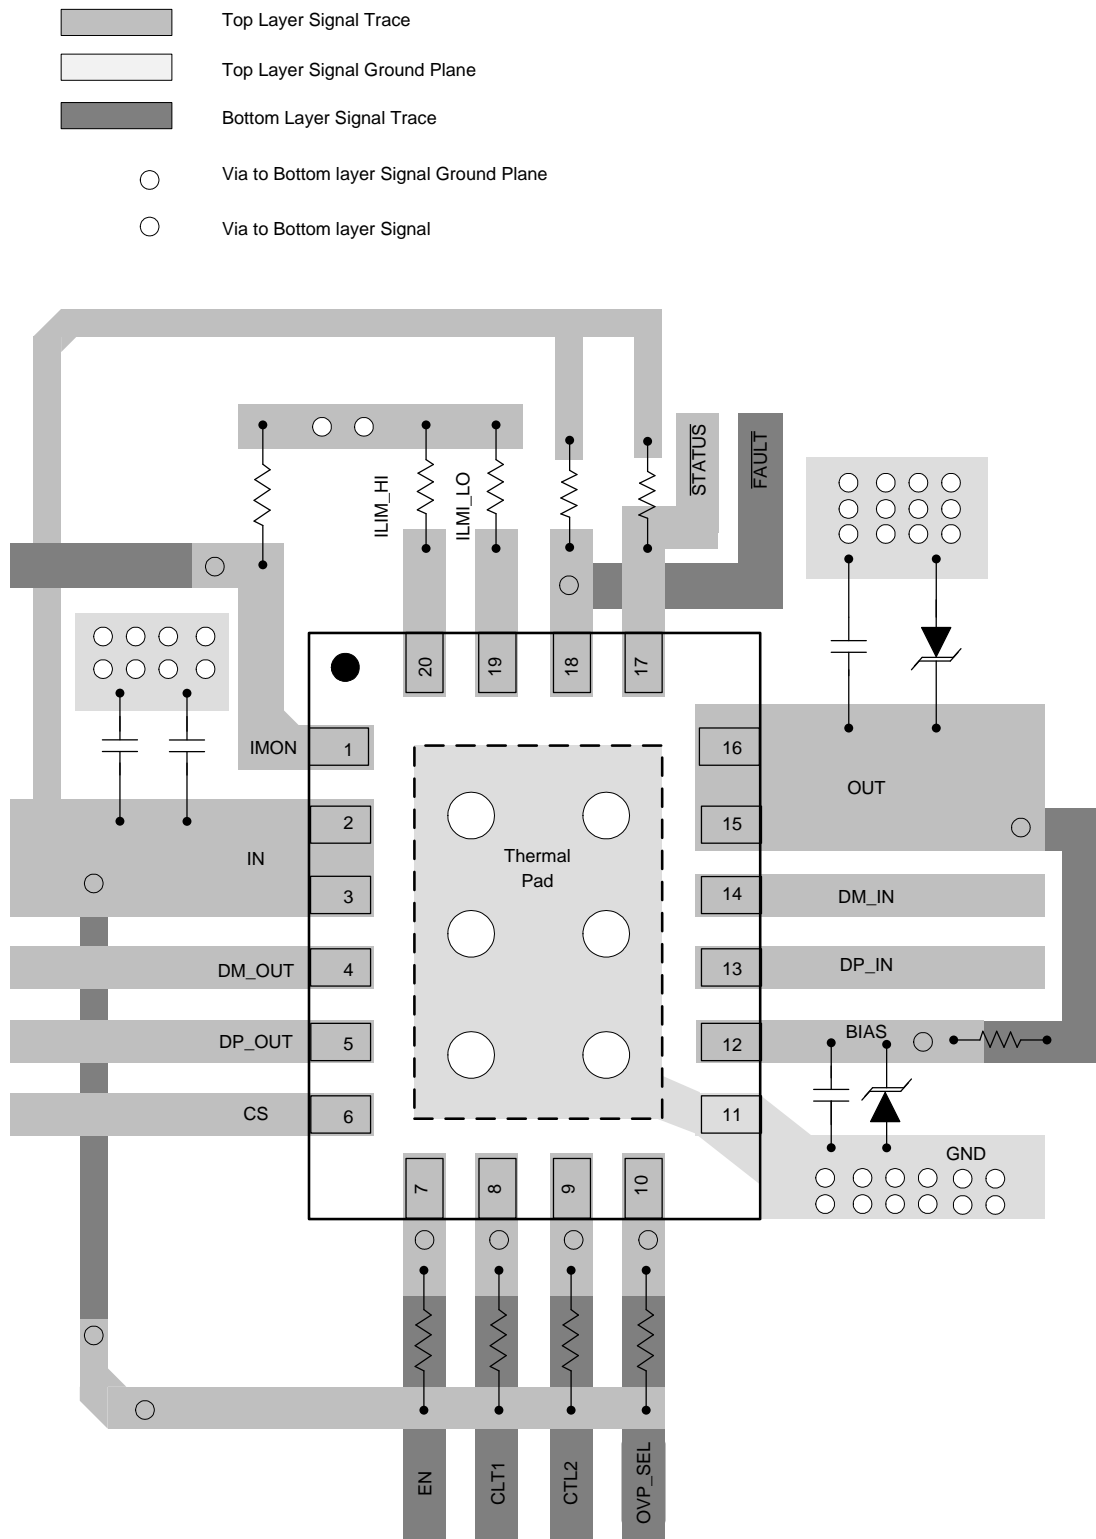 Top Layer Signal Trace
Top Layer Signal Ground Plane
Bottom Layer Signal Trace
Via to Bottom layer Signal Ground Plane
Via to Bottom layer Signal
ILIM_HI
ILMI_LO
STATUS
FAULT
20
19
18
17
IMON
1
16
OUT
2
15
IN
Thermal
Pad
3
14
DM_IN
DM_OUT
4
13
DP_IN
DP_OUT
5
12
BIAS
CS
6
11
GND
7
8
9
10
EN
CLT1
CTL2
OVP_SEL